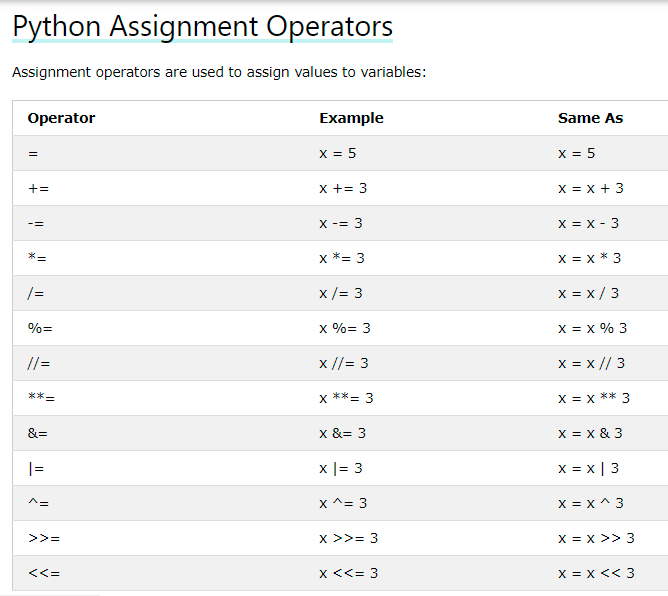 Python Assignment Operators
Assignment operators are used to assign values to variables:
Operator Example Same As
= x = 5 x = 5
+= x += 3 x = x + 3
-= x -= 3 x = x - 3
*= x *= 3 x = x * 3
/= x /= 3 x = x / 3
%= x %= 3 x = x % 3
//= x //= 3 x = x // 3
**= x **= 3 x = x ** 3
&= x &= 3 x = x & 3
|= x |= 3 x = x | 3
^= x ^= 3 x = x ^ 3
>>= x >>= 3 x = x >> 3
<<= x <<= 3 x = x << 3